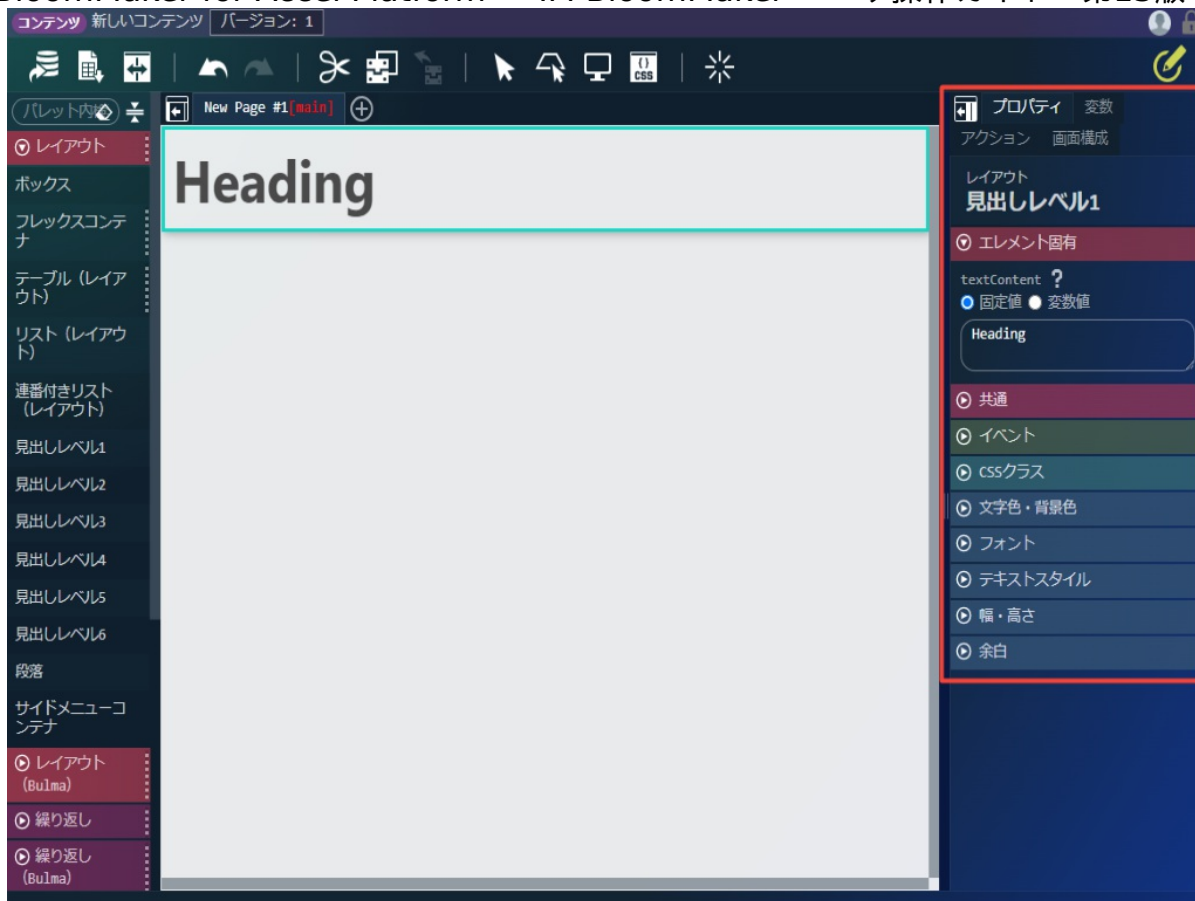 コンテンツ 新しいコンテンツ バージョン: 1
{}
CSS
パレット内検
New Page #1[main]
プロパティ 変数
アクション 画面構成
レイアウト
ボックス
フレックスコンテ
ナ
テーブル（レイア
ウト）
リスト（レイアウ
ト）
連番付きリスト
（レイアウト）
見出しレベル1
見出しレベル2
見出しレベル3
見出しレベル4
見出しレベル5
見出しレベル6
段落
サイドメニューコ
ンテナ
レイアウト
（Bulma）
繰り返し
繰り返し
（Bulma）
Heading
レイアウト
見出しレベル1
エレメント固有
textContent ?
固定値 変数値
Heading
共通
イベント
CSSクラス
文字色・背景色
フォント
テキストスタイル
幅・高さ
余白